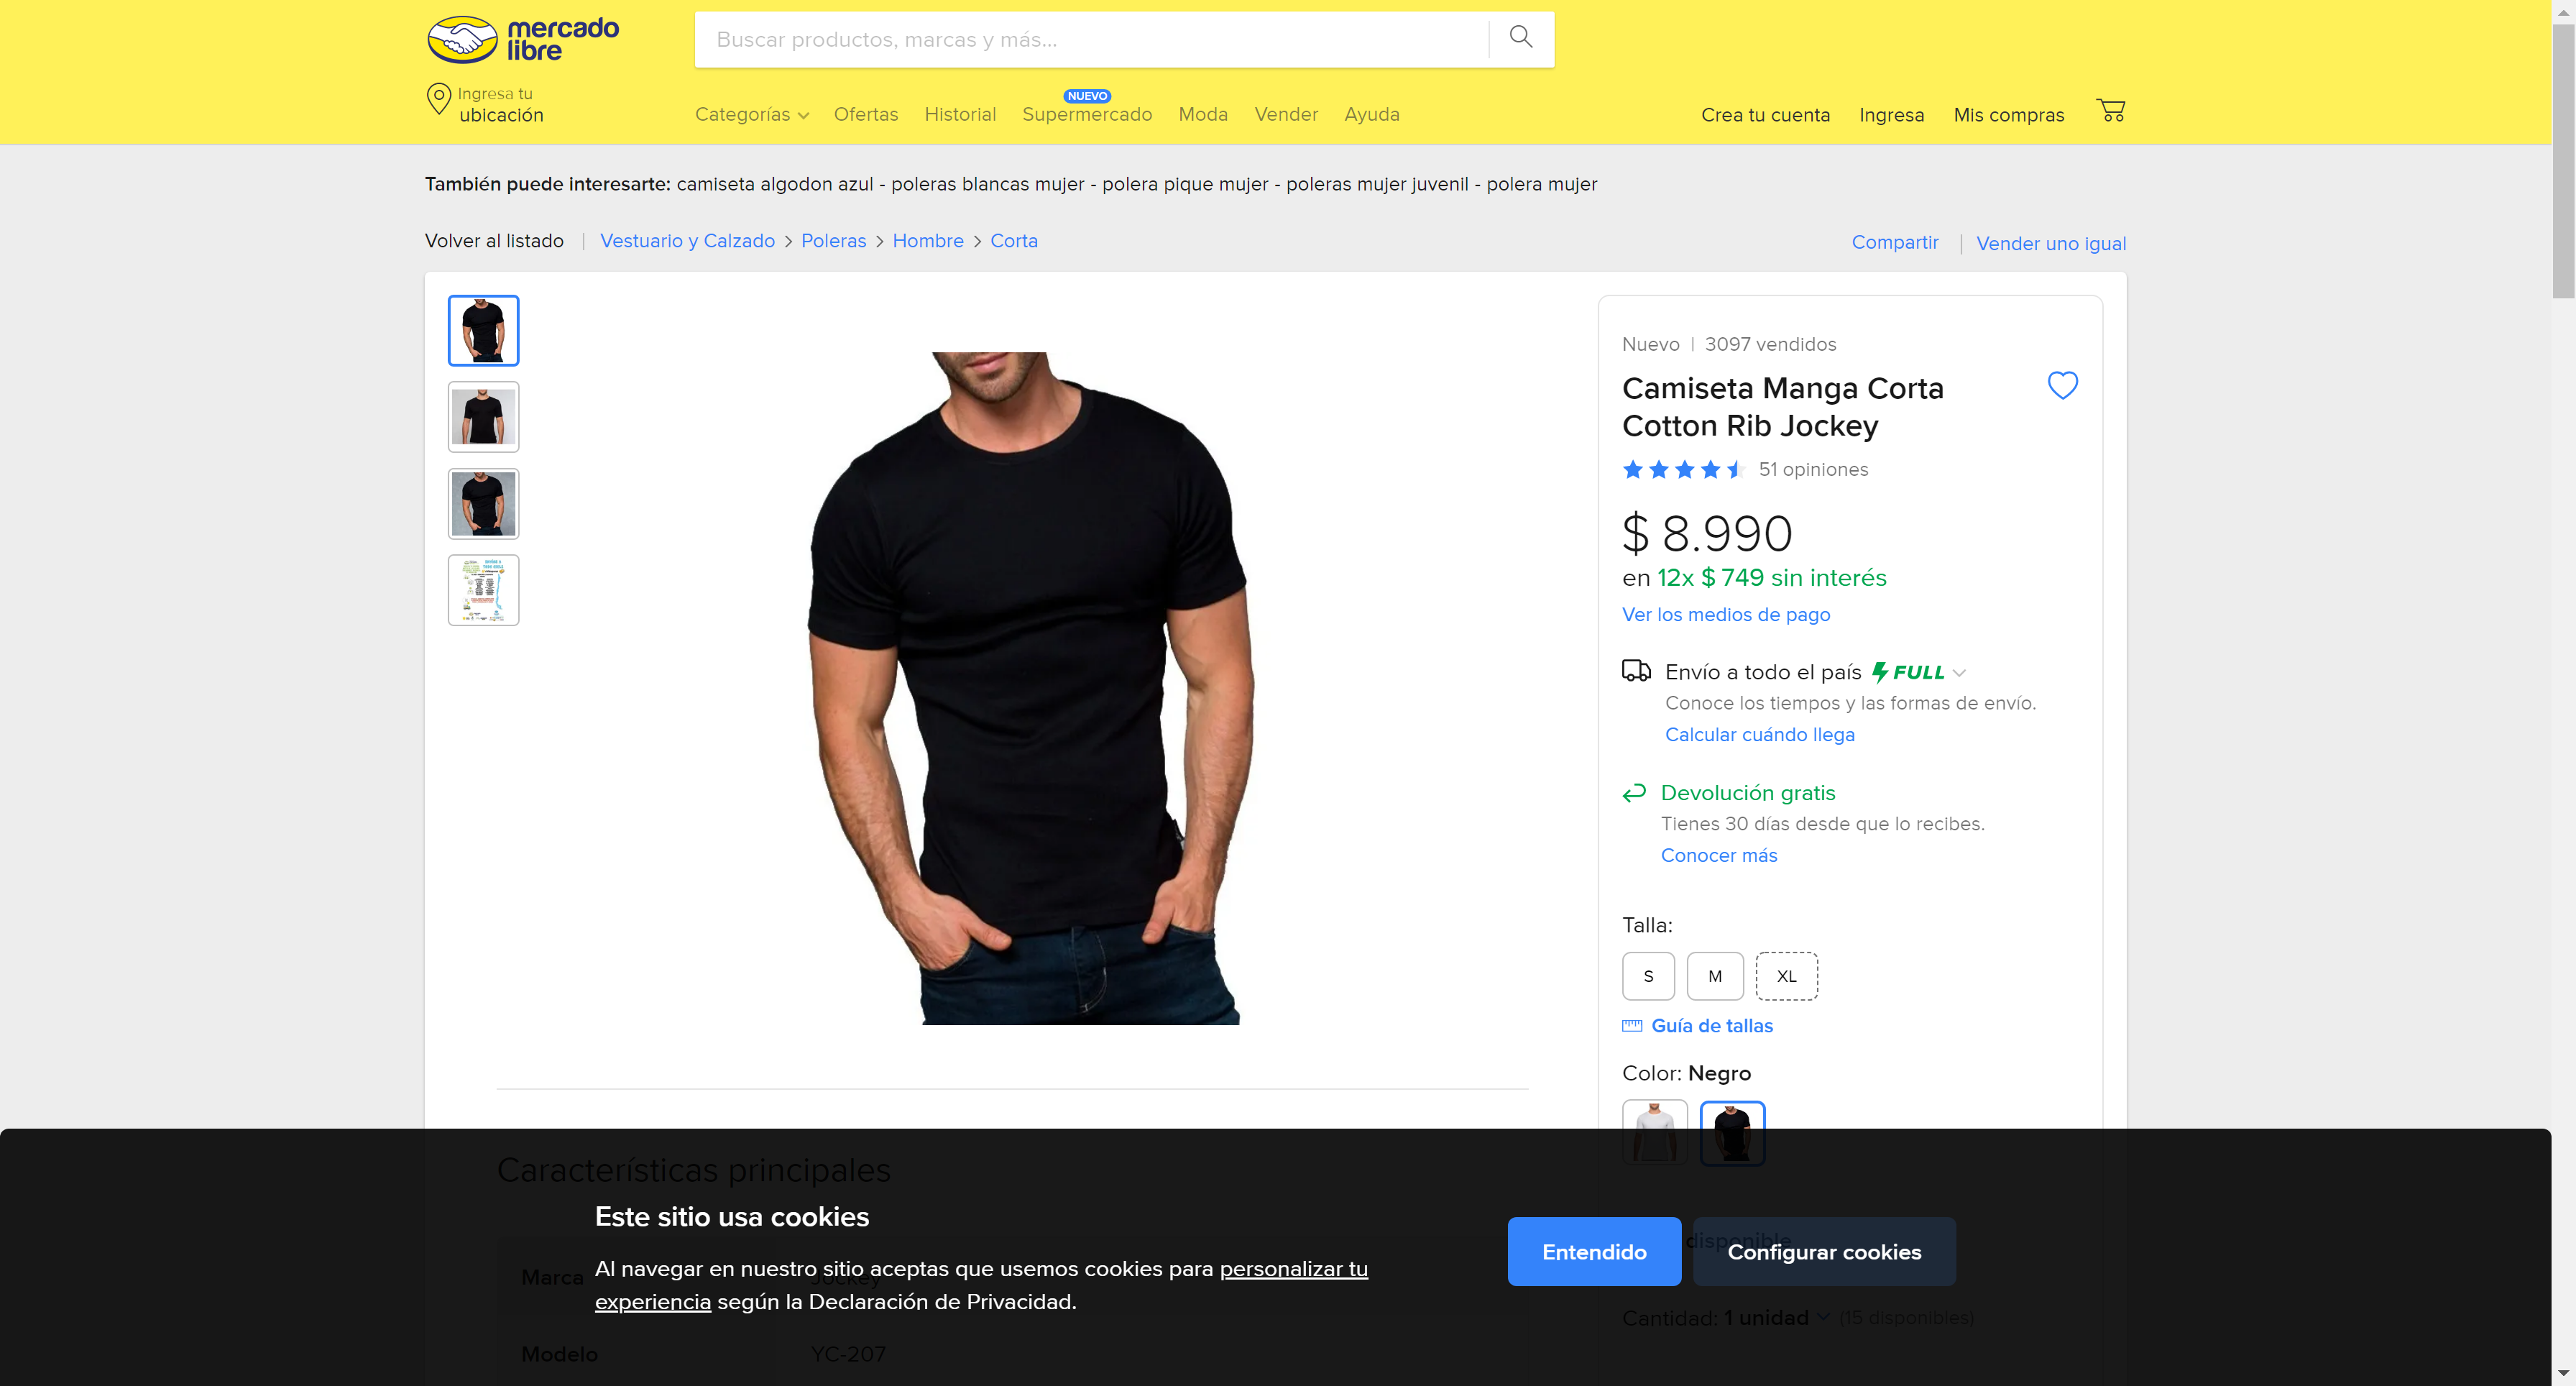 mercado
libre
Buscar productos, marcas y más...
Ingresa tu
ubicación
Categorías
Ofertas
Historial
NUEVO
Supermercado
Moda
Vender
Ayuda
Crea tu cuenta
Ingresa
Mis compras
También puede interesarte: camiseta algodon azul - poleras blancas mujer - polera pique mujer - poleras mujer juvenil - polera mujer
Volver al listado | Vestuario y Calzado > Poleras > Hombre > Corta
Compartir | Vender uno igual
Nuevo | 3097 vendidos
Camiseta Manga Corta
Cotton Rib Jockey
51 opiniones
$ 8.990
en 12x $ 749 sin interés
Ver los medios de pago
Envío a todo el país FULL
Conoce los tiempos y las formas de envío.
Calcular cuándo llega
Devolución gratis
Tienes 30 días desde que lo recibes.
Conocer más
Talla:
S
M
XL
Guía de tallas
Color: Negro
Características principales
Este sitio usa cookies
Al navegar en nuestro sitio aceptas que usemos cookies para personalizar tu
experiencia según la Declaración de Privacidad.
Entendido
Configurar cookies
disponible
Marca
Jockey
Cantidad: 1 unidad (15 disponibles)
Modelo
YC-207